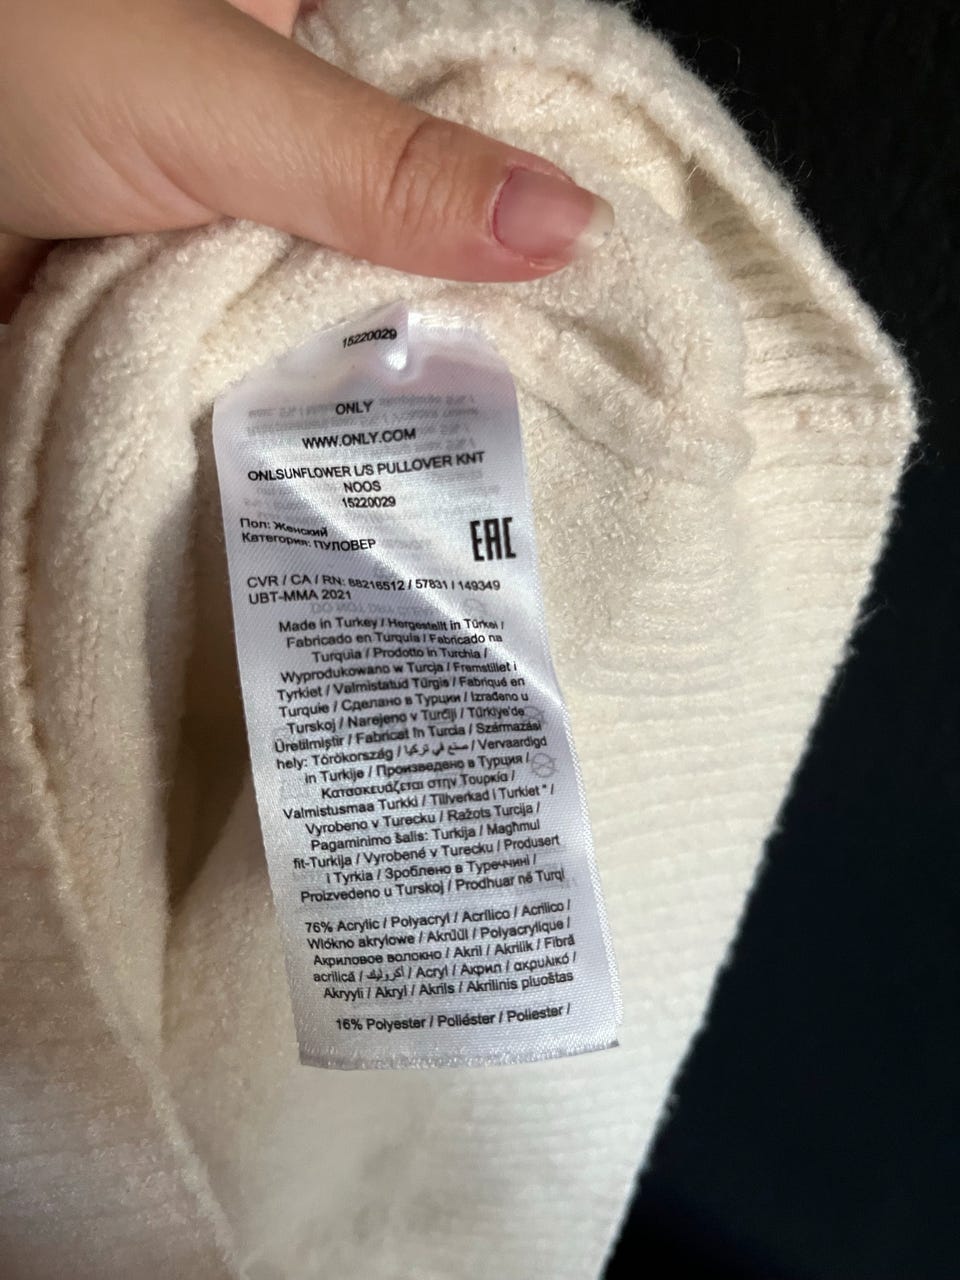 15220029
ONLY
WWW.ONLY.COM
ONLSUNFLOWER L/S PULLOVER KNT
NOOS
15220029
Пол: Женский
Категория: ПУЛОВЕР
EAC
CVR / CA / RN: 88216512 / 57831 / 149349
UBT-MMA 2021
Made in Turkey / Hergestellt in Türkei /
Fabricado en Turquía / Fabricado na
Turquia / Prodotto in Turchia /
Wyprodukowano w Turcja / Fremstillet i
Tyrkiet / Valmistatud Türgis / Fabriqué en
Turquie / Сделано в Турции / Izrađeno u
Turskoj / Narejeno v Turčiji / Türkiye'de
Üretilmiştir / Fabricat în Turcia / Származási
hely: Törökország / صنع في تركيا / Vervaardigd
in Turkije / Произведено в Турция /
Κατασκευάζεται στην Τουρκία /
Valmistusmaa Turkki / Tillverkad i Turkiet * /
Vyrobeno v Turecku / Ražots Turcija /
Pagaminimo šalis: Turkija / Magħmul
fit-Turkija / Vyrobené v Turecku / Produsert
i Tyrkia / Зроблено в Туреччині /
Proizvedeno u Turskoj / Prodhuar në Turqi
76% Acrylic / Polyacryl / Acrílico / Acrilico /
Włókno akrylowe / Akrüül / Polyacrylique /
Акриловое волокно / Akril / Akrilik / Fibră
acrilică / أكروليك / Acryl / Акрил / ακρυλικό /
Akryyli / Akryl / Akrils / Akrilinis pluoštas
16% Polyester / Poliéster / Poliester /